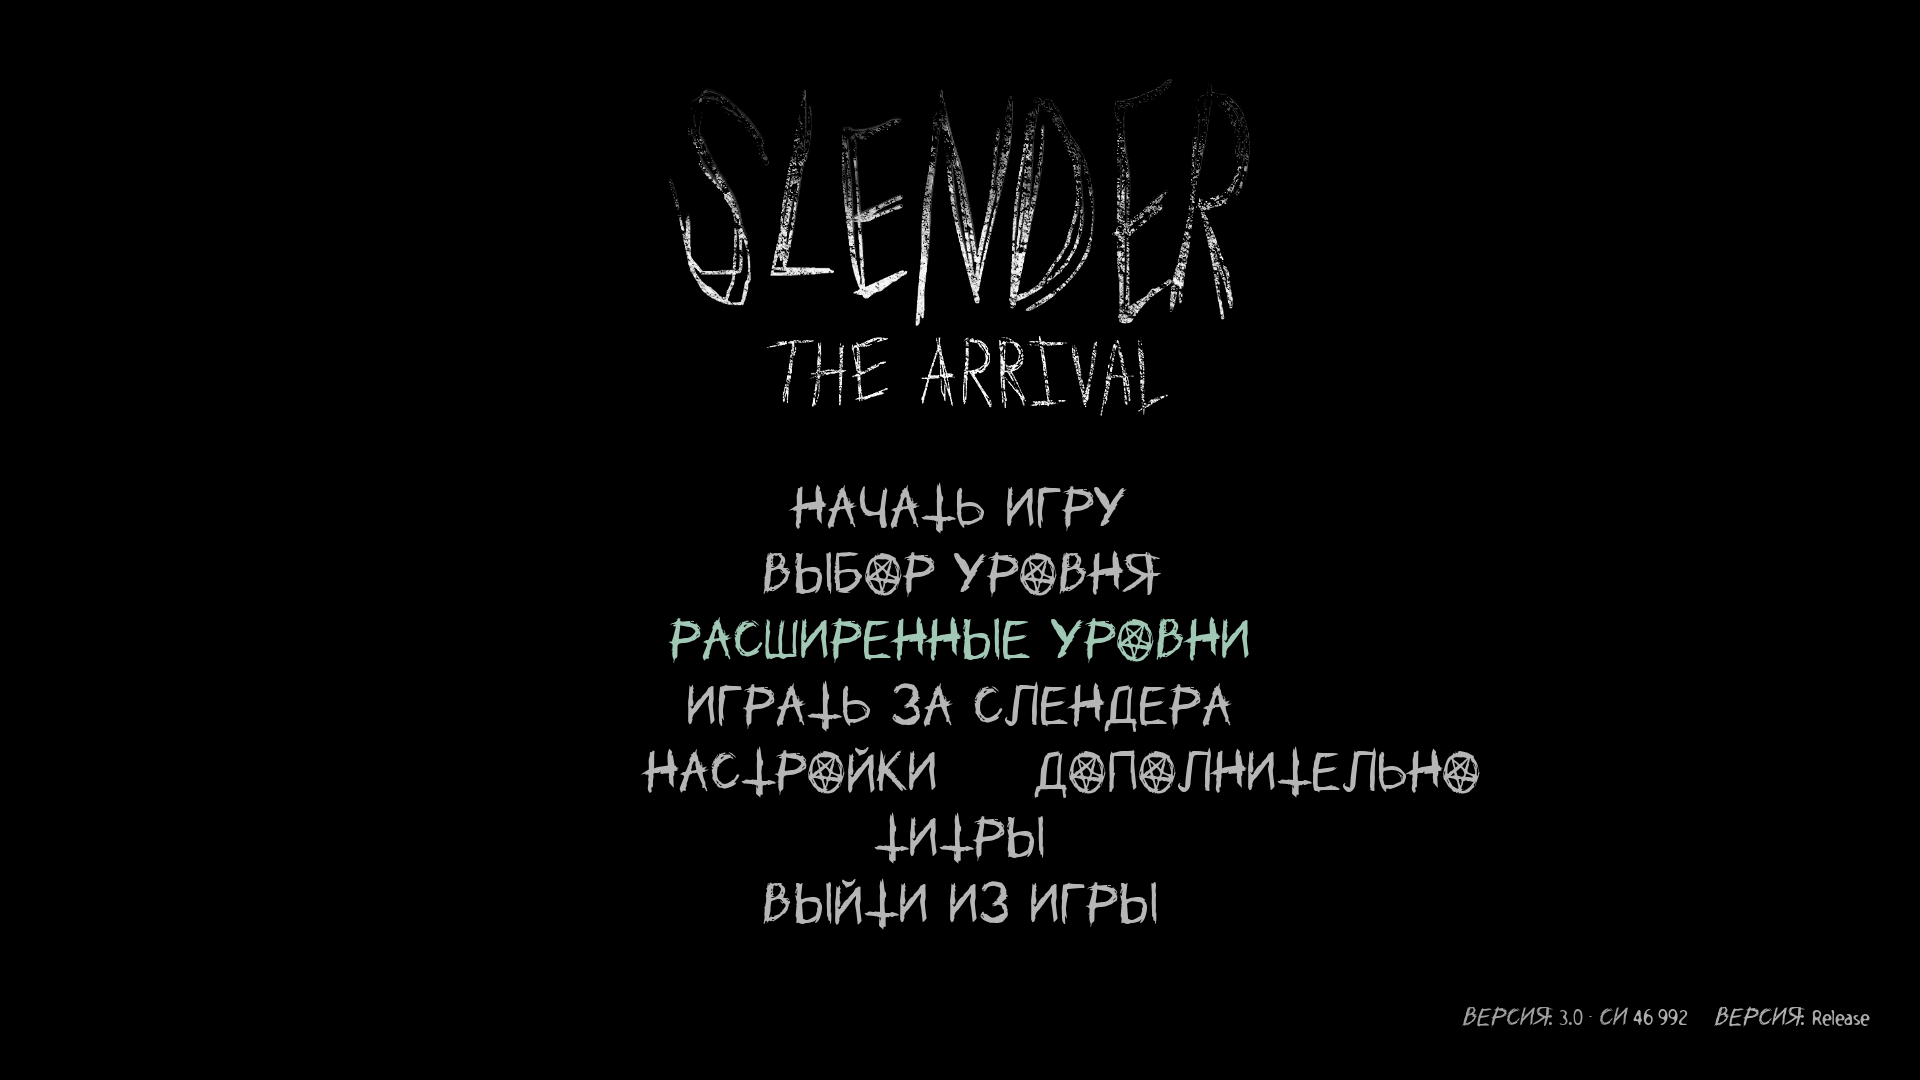 SLENDER
THE ARRIVAL
НАЧАТЬ ИГРУ
ВЫБОР УРОВНЯ
РАСШИРЕННЫЕ УРОВНИ
ИГРАТЬ ЗА СЛЕНДЕРА
НАСТРОЙКИ ДОПОЛНИТЕЛЬНО
ТИТРЫ
ВЫЙТИ ИЗ ИГРЫ
ВЕРСИЯ: 3.0 - СИ 46 992 ВЕРСИЯ: Release